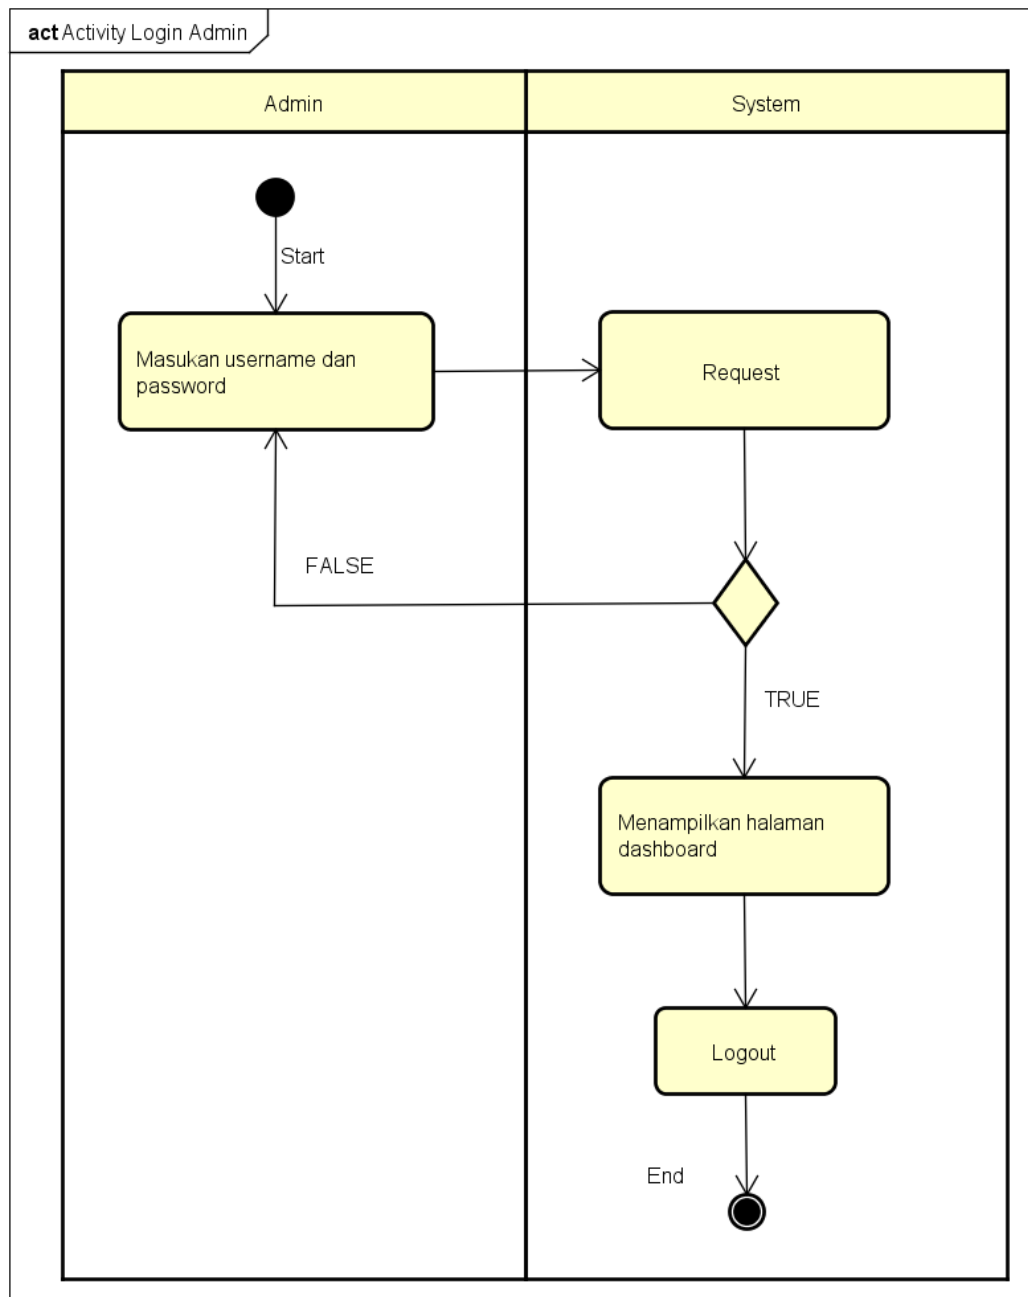 act Activity Login Admin
Admin
System
Start
Masukan username dan
password
Request
FALSE
TRUE
Menampilkan halaman
dashboard
Logout
End